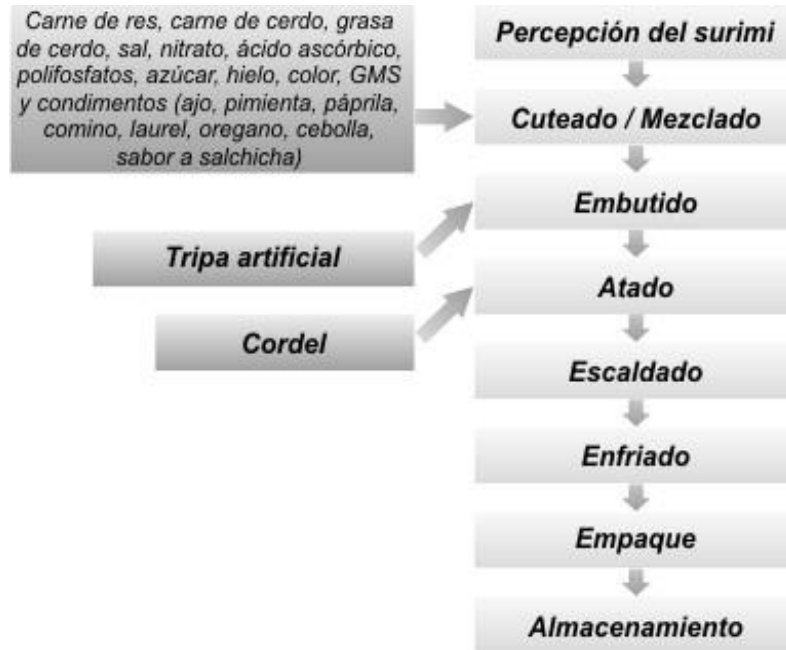 Carne de res, carne de cerdo, grasa
de cerdo, sal, nitrato, ácido ascórbico,
polifosfatos, azúcar, hielo, color, GMS
y condimentos (ajo, pimienta, páprila,
comino, laurel, oregano, cebolla,
sabor a salchicha)
Percepción del surimi
Cuteado / Mezclado
Embutido
Tripa artificial
Atado
Cordel
Escaldado
Enfriado
Empaque
Almacenamiento